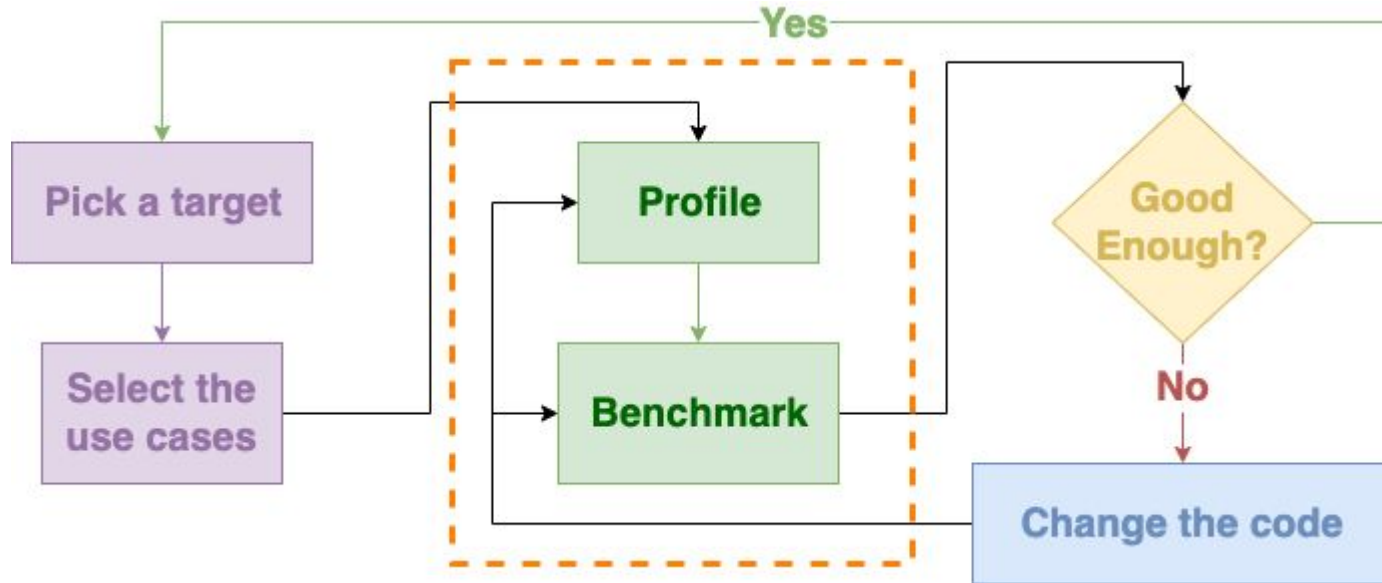 Yes
Pick a target
Profile
Good
Enough?
Select the
use cases
Benchmark
No
Change the code